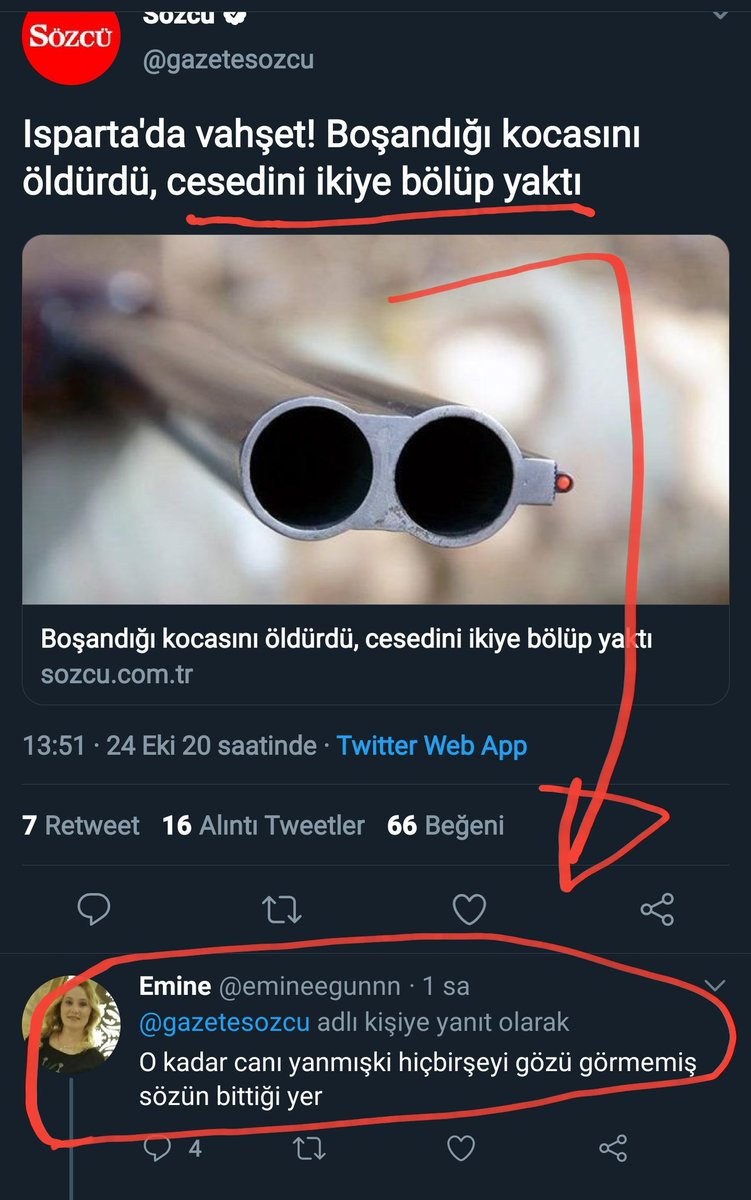 Sözcü
SÖZCÜ
@gazetesozcu
Isparta'da vahşet! Boşandığı kocasını
öldürdü, cesedini ikiye bölüp yaktı
Boşandığı kocasını öldürdü, cesedini ikiye bölüp yaktı
sozcu.com.tr
13:51 · 24 Eki 20 saatinde · Twitter Web App
7 Retweet 16 Alıntı Tweetler 66 Beğeni
Emine @emineegunnn · 1 sa
@gazetesozcu adlı kişiye yanıt olarak
O kadar canı yanmışki hiçbirşeyi gözü görmemiş
sözün bittiği yer
4